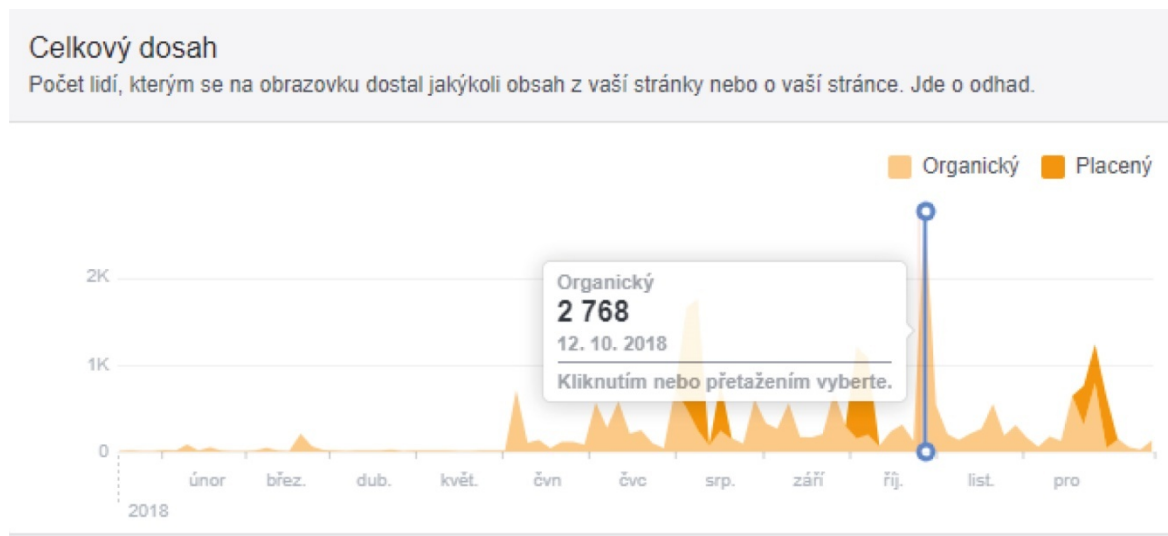 Celkový dosah
Počet lidí, kterým se na obrazovku dostal jakýkoli obsah z vaší stránky nebo o vaší stránce. Jde o odhad.
Organický Placený
2K
Organický
2 768
12. 10. 2018
1K
Kliknutím nebo přetažením vyberte.
0
únor břez. dub. květ. čvn čvc srp. září říj. list. pro
2018